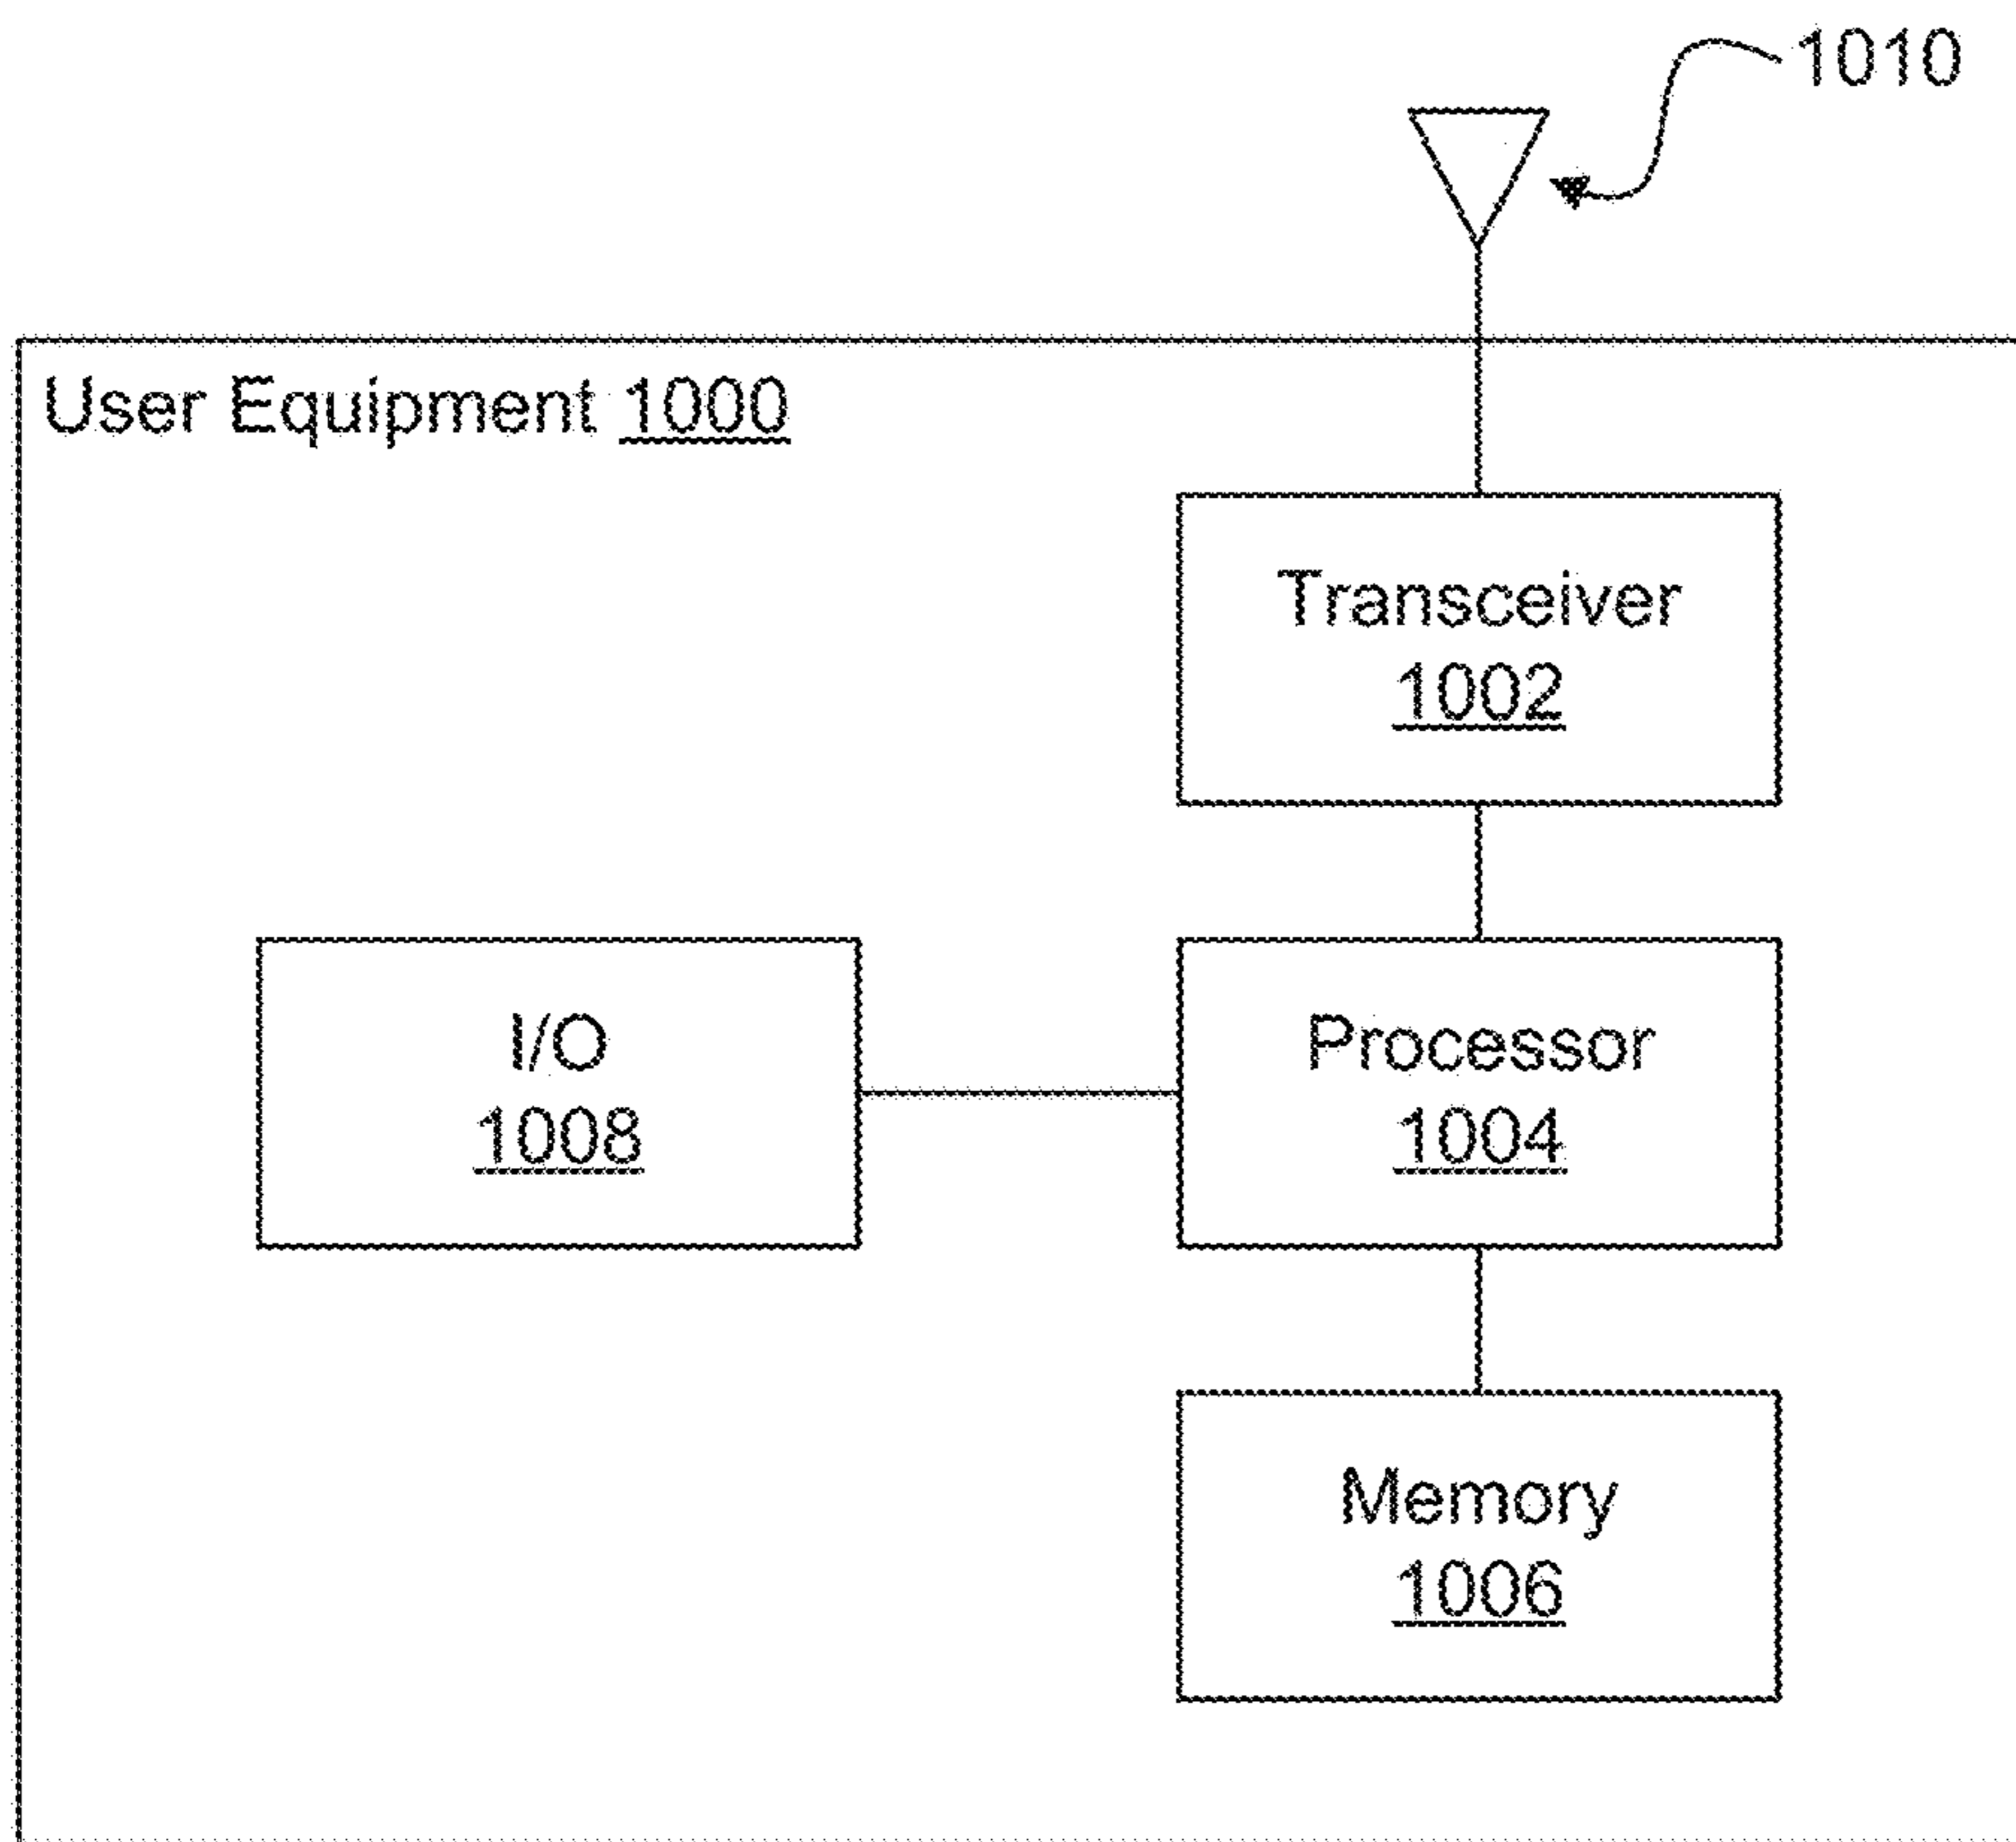 1010
User Equipment 1000
Transceiver
1002
I/O
1008
Processor
1004
Memory
1006